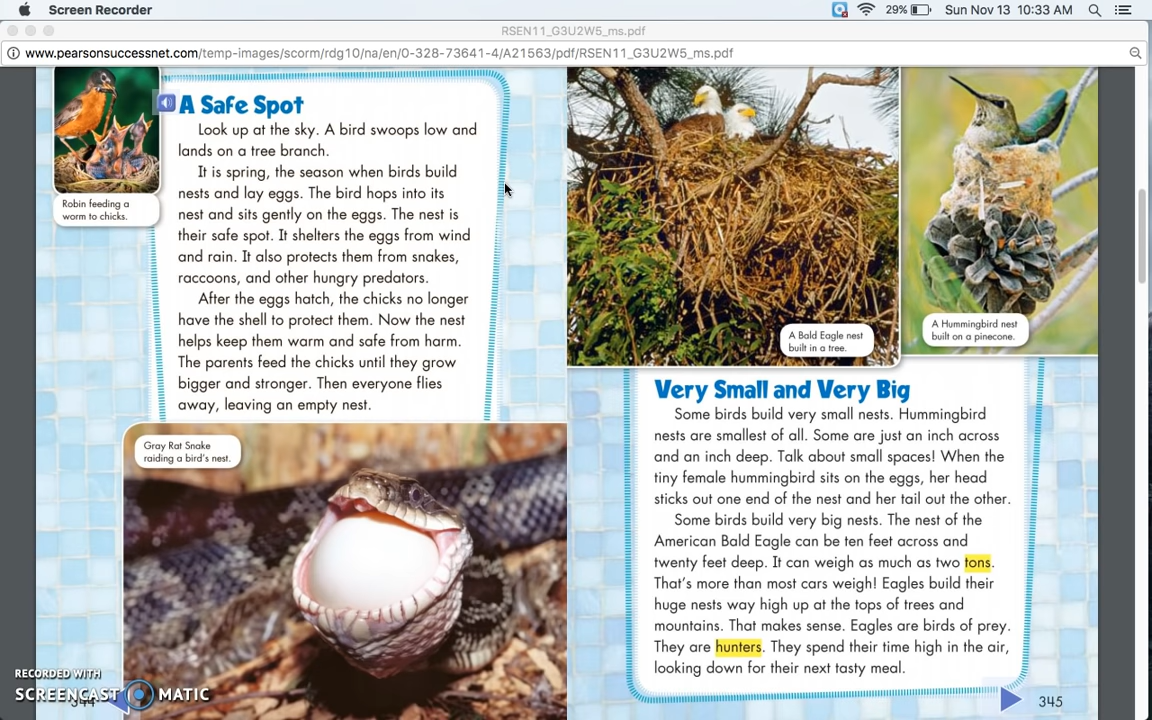 Screen Recorder
29%
Sun Nov 13 10:33 AM
RSEN11_G3U2W5_ms.pdf
www.pearsonsuccessnet.com/temp-images/scorm/rdg10/na/en/0-328-73641-4/A21563/pdf/RSEN11_G3U2W5_ms.pdf
Robin feeding a
worm to chicks.
A Safe Spot
Look up at the sky. A bird swoops low and
lands on a tree branch.
It is spring, the season when birds build
nests and lay eggs. The bird hops into its
nest and sits gently on the eggs. The nest is
their safe spot. It shelters the eggs from wind
and rain. It also protects them from snakes,
raccoons, and other hungry predators.
After the eggs hatch, the chicks no longer
have the shell to protect them. Now the nest
helps keep them warm and safe from harm.
The parents feed the chicks until they grow
bigger and stronger. Then everyone flies
away, leaving an empty nest.
Gray Rat Snake
raiding a bird's nest.
RECORDED WITH
SCREENCAST MATIC
344
A Bald Eagle nest
built in a tree.
A Hummingbird nest
built on a pinecone.
Very Small and Very Big
Some birds build very small nests. Hummingbird
nests are smallest of all. Some are just an inch across
and an inch deep. Talk about small spaces! When the
tiny female hummingbird sits on the eggs, her head
sticks out one end of the nest and her tail out the other.
Some birds build very big nests. The nest of the
American Bald Eagle can be ten feet across and
twenty feet deep. It can weigh as much as two tons.
That's more than most cars weigh! Eagles build their
huge nests way high up at the tops of trees and
mountains. That makes sense. Eagles are birds of prey.
They are hunters. They spend their time high in the air,
looking down for their next tasty meal.
345